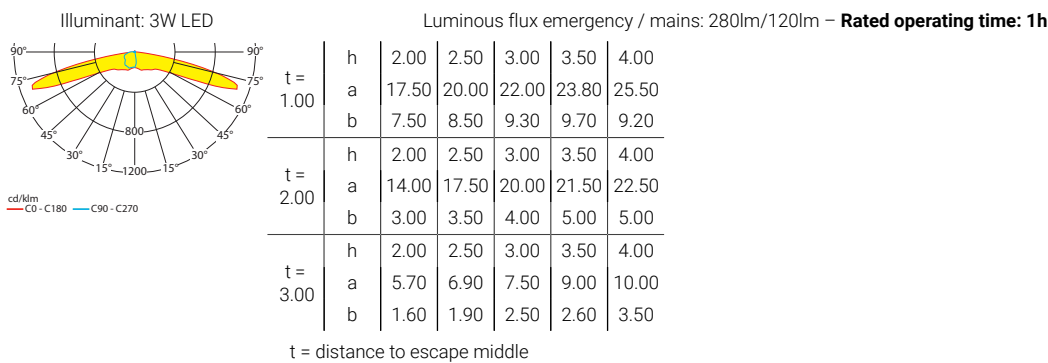 Illuminant: 3W LED
Luminous flux emergency / mains: 280lm/120lm – Rated operating time: 1h
90° 90°
75° 75°
60° 60°
45° 800 45°
30° 30°
15° 1200 15°
cd/klm
C0 - C180 C90 - C270
t = 1.00
h 2.00 2.50 3.00 3.50 4.00
a 17.50 20.00 22.00 23.80 25.50
b 7.50 8.50 9.30 9.70 9.20
t = 2.00
h 2.00 2.50 3.00 3.50 4.00
a 14.00 17.50 20.00 21.50 22.50
b 3.00 3.50 4.00 5.00 5.00
t = 3.00
h 2.00 2.50 3.00 3.50 4.00
a 5.70 6.90 7.50 9.00 10.00
b 1.60 1.90 2.50 2.60 3.50
t = distance to escape middle